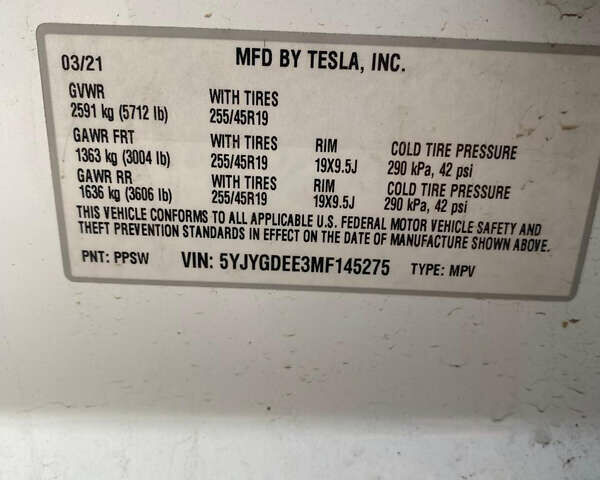 03/21 MFD BY TESLA, INC.
GVWR
2591 kg (5712 lb) WITH TIRES 255/45R19
GAWR FRT
1363 kg (3004 lb) WITH TIRES 255/45R19 RIM 19X9.5J COLD TIRE PRESSURE 290 kPa, 42 psi
GAWR RR
1636 kg (3606 lb) WITH TIRES 255/45R19 RIM 19X9.5J COLD TIRE PRESSURE 290 kPa, 42 psi
THIS VEHICLE CONFORMS TO ALL APPLICABLE U.S. FEDERAL MOTOR VEHICLE SAFETY AND
THEFT PREVENTION STANDARDS IN EFFECT ON THE DATE OF MANUFACTURE SHOWN ABOVE.
PNT: PPSW VIN: 5YJYGDEE3MF145275 TYPE: MPV